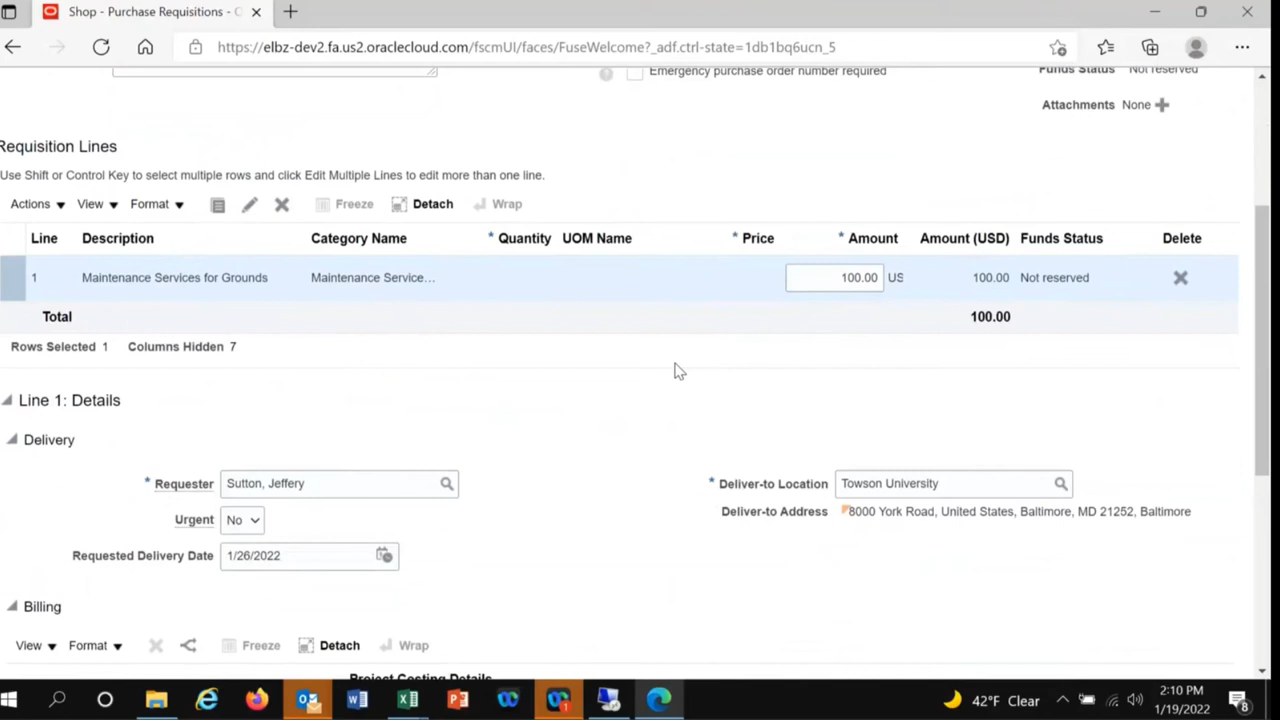 Shop - Purchase Requisitions - C
https://elbz-dev2.fa.us2.oraclecloud.com/fscmUI/faces/FuseWelcome?_adf.ctrl-state=1db1bq6ucn_5
Emergency purchase order number required
Funds Status Not reserved
Attachments None
Requisition Lines
Use Shift or Control Key to select multiple rows and click Edit Multiple Lines to edit more than one line.
Actions View Format Freeze Detach Wrap
Line Description Category Name * Quantity UOM Name * Price * Amount Amount (USD) Funds Status Delete
1 Maintenance Services for Grounds Maintenance Service... 100.00 US 100.00 Not reserved
Total 100.00
Rows Selected 1 Columns Hidden 7
Line 1: Details
Delivery
* Requester Sutton, Jeffery * Deliver-to Location Towson University
Deliver-to Address 8000 York Road, United States, Baltimore, MD 21252, Baltimore
Urgent No
Requested Delivery Date 1/26/2022
Billing
View Format Freeze Detach Wrap
Project Costing Details
42°F Clear
2:10 PM
1/19/2022
8